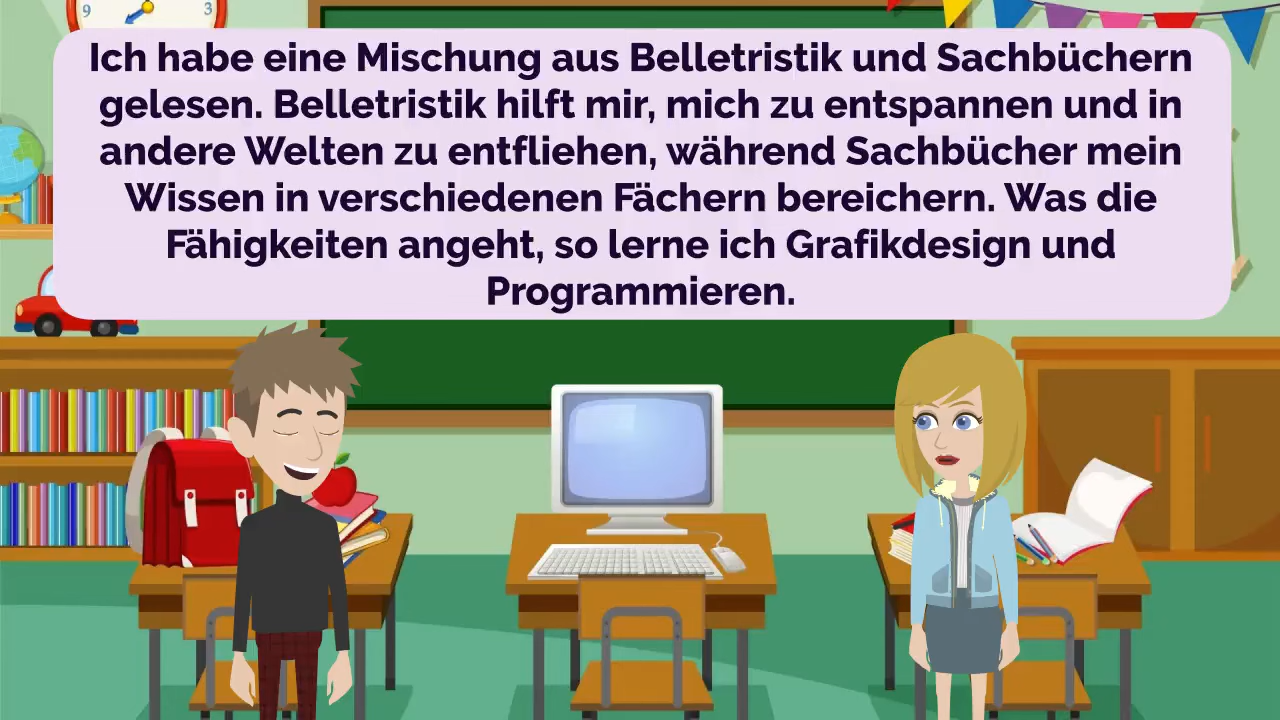 9
3
Ich habe eine Mischung aus Belletristik und Sachbüchern
gelesen. Belletristik hilft mir, mich zu entspannen und in
andere Welten zu entfliehen, während Sachbücher mein
Wissen in verschiedenen Fächern bereichern. Was die
Fähigkeiten angeht, so lerne ich Grafikdesign und
Programmieren.